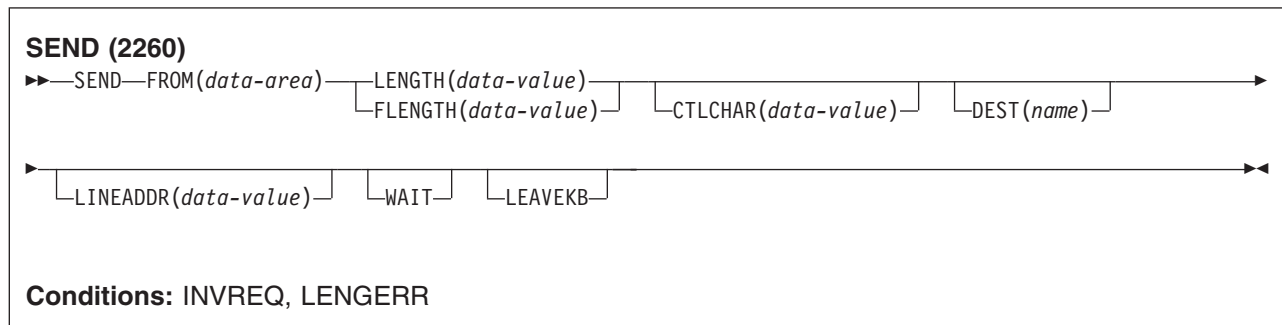 SEND (2260)
SEND FROM(data-area) LENGTH(data-value)
FLENGTH(data-value) CTLCHAR(data-value) DEST(name)
LINEADDR(data-value) WAIT LEAVEKB
Conditions: INVREQ, LENGERR